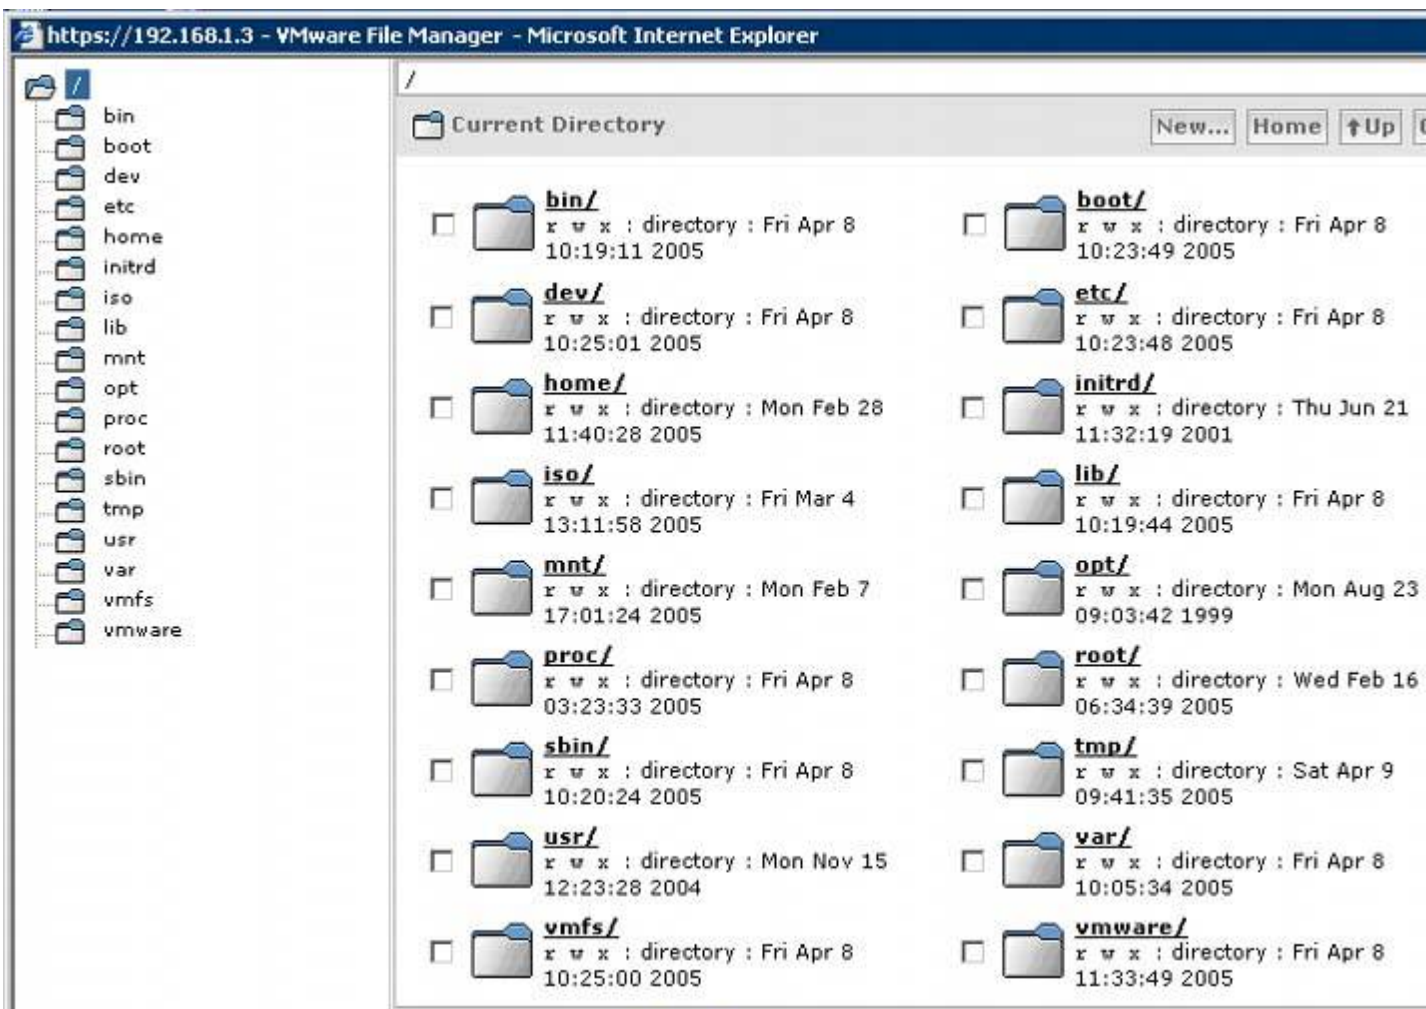 https://192.168.1.3 - VMware File Manager - Microsoft Internet Explorer
/
bin
boot
dev
etc
home
initrd
iso
lib
mnt
opt
proc
root
sbin
tmp
usr
var
vmfs
vmware
/
Current Directory
New... Home Up
bin/
r w x : directory : Fri Apr 8
10:19:11 2005
boot/
r w x : directory : Fri Apr 8
10:23:49 2005
dev/
r w x : directory : Fri Apr 8
10:25:01 2005
etc/
r w x : directory : Fri Apr 8
10:23:48 2005
home/
r w x : directory : Mon Feb 28
11:40:28 2005
initrd/
r w x : directory : Thu Jun 21
11:32:19 2001
iso/
r w x : directory : Fri Mar 4
13:11:58 2005
lib/
r w x : directory : Fri Apr 8
10:19:44 2005
mnt/
r w x : directory : Mon Feb 7
17:01:24 2005
opt/
r w x : directory : Mon Aug 23
09:03:42 1999
proc/
r w x : directory : Fri Apr 8
03:23:33 2005
root/
r w x : directory : Wed Feb 16
06:34:39 2005
sbin/
r w x : directory : Fri Apr 8
10:20:24 2005
tmp/
r w x : directory : Sat Apr 9
09:41:35 2005
usr/
r w x : directory : Mon Nov 15
12:23:28 2004
var/
r w x : directory : Fri Apr 8
10:05:34 2005
vmfs/
r w x : directory : Fri Apr 8
10:25:00 2005
vmware/
r w x : directory : Fri Apr 8
11:33:49 2005